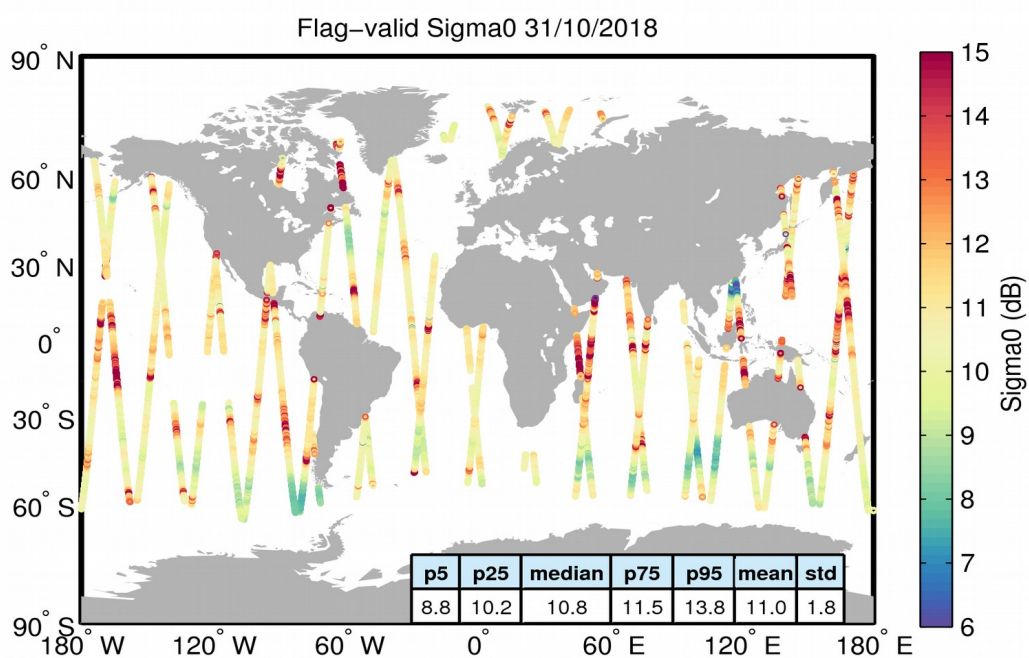 Flag–valid Sigma0 31/10/2018
90° N
60° N
30° N
0°
30° S
60° S
90° S
180° W
120° W
60° W
0°
60° E
120° E
180° E
p5 p25 median p75 p95 mean std
8.8 10.2 10.8 11.5 13.8 11.0 1.8
15
14
13
12
11
10
9
8
7
6
Sigma0 (dB)